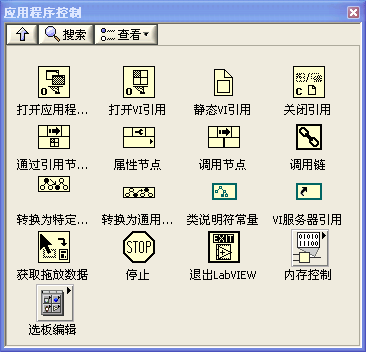 应用程序控制
搜索 查看
打开应用程... 打开VI引用 静态VI引用 关闭引用
通过引用节... 属性节点 调用节点 调用链
转换为特定... 转换为通用... 类说明符常量 VI服务器引用
STOP EXIT 01010 11100
获取拖放数据 停止 退出LabVIEW 内存控制
选板编辑